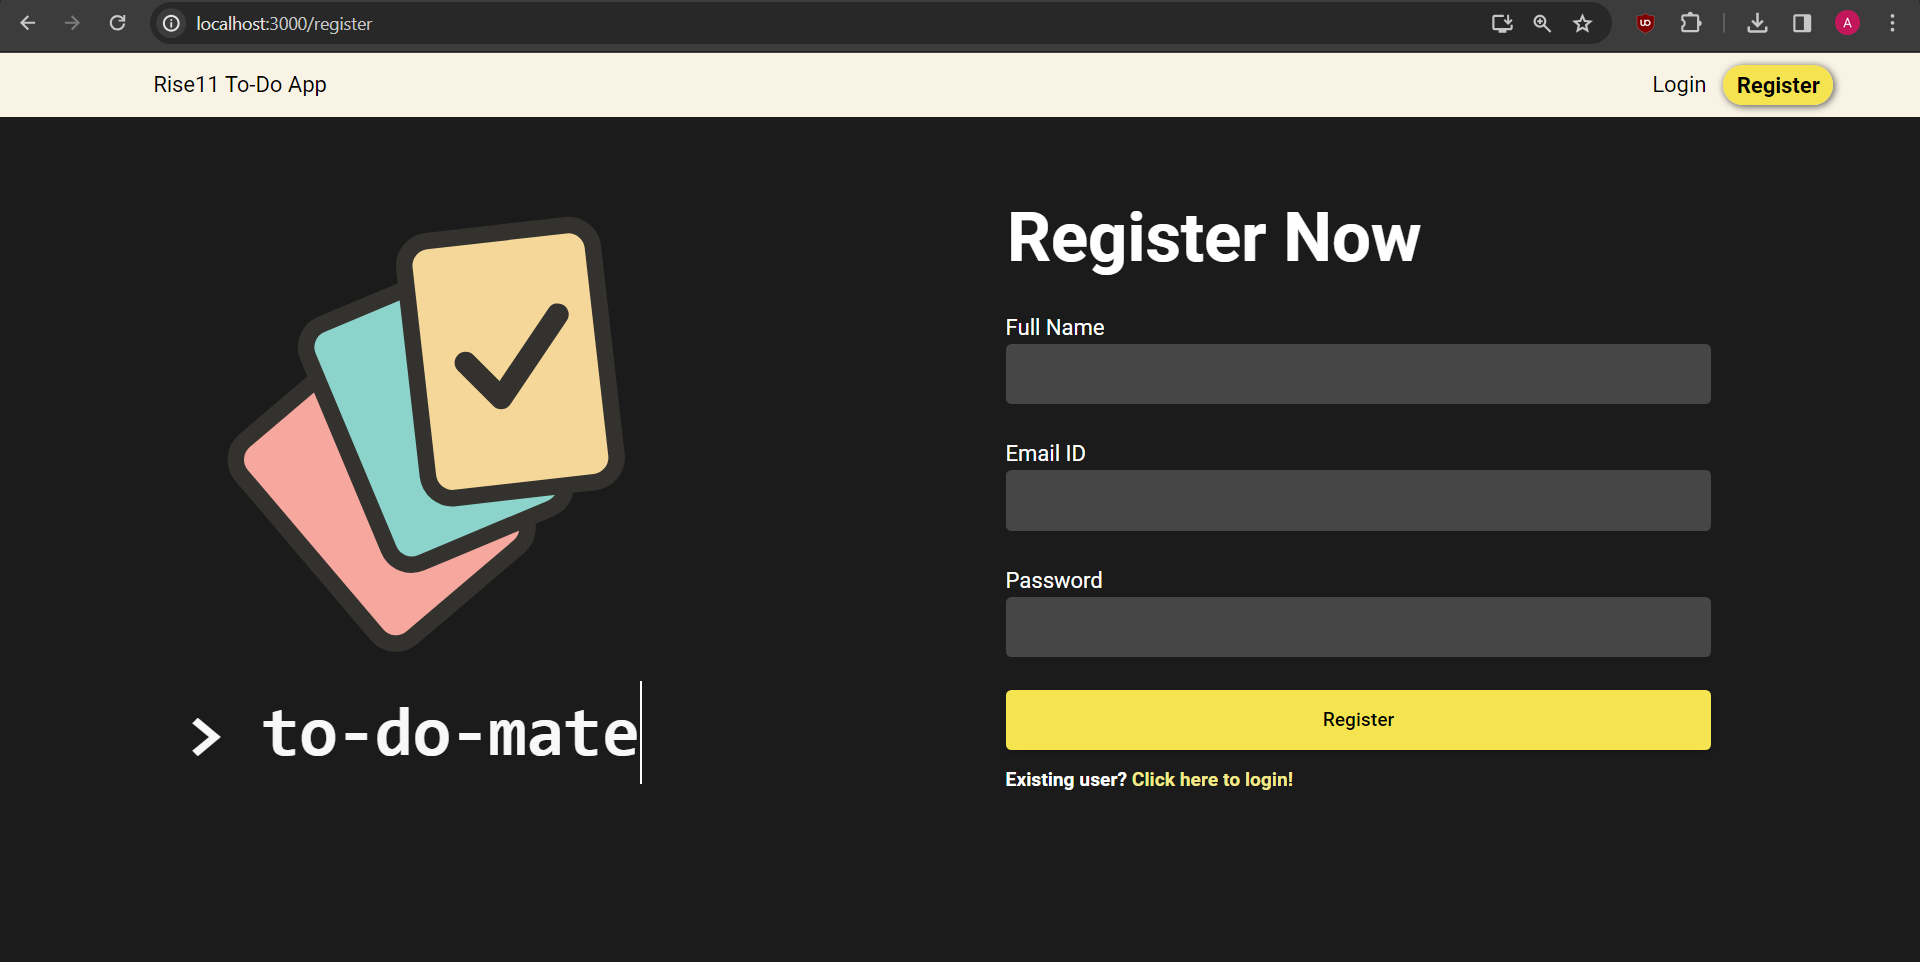 localhost:3000/register
A
Rise11 To-Do App
Login
Register
Register Now
Full Name
Email ID
Password
Register
Existing user? Click here to login!
> to-do-mate